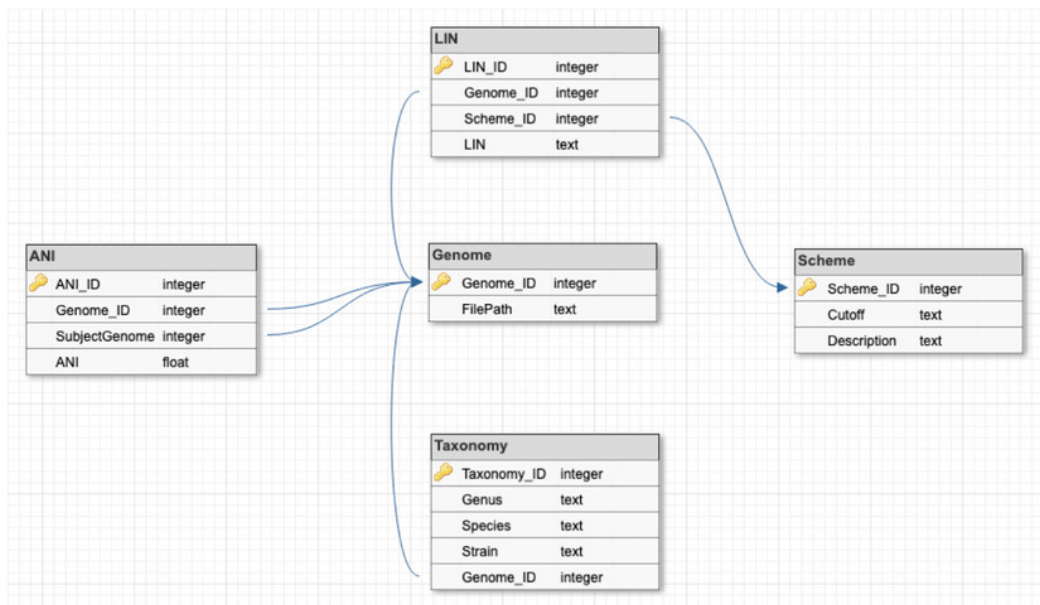 LIN
LIN_ID integer
Genome_ID integer
Scheme_ID integer
LIN text
ANI
ANI_ID integer
Genome_ID integer
SubjectGenome integer
ANI float
Genome
Genome_ID integer
FilePath text
Scheme
Scheme_ID integer
Cutoff text
Description text
Taxonomy
Taxonomy_ID integer
Genus text
Species text
Strain text
Genome_ID integer